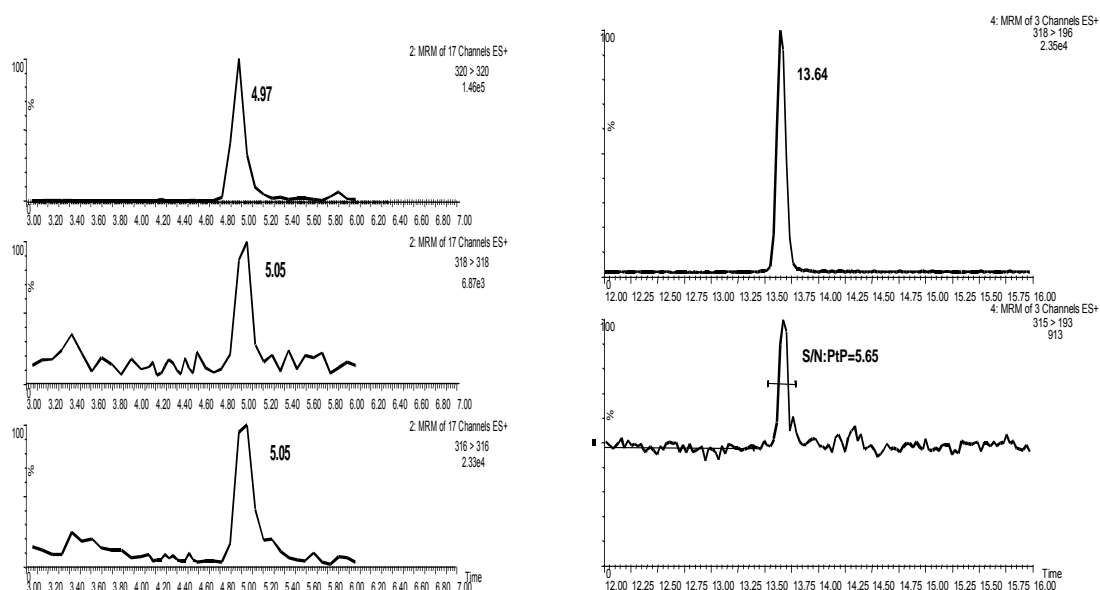 2: MRM of 17 Channels ES+
320 > 320
1.46e5
100
4.97
%
0
3.00 3.20 3.40 3.60 3.80 4.00 4.20 4.40 4.60 4.80 5.00 5.20 5.40 5.60 5.80 6.00 6.20 6.40 6.60 6.80 7.00
2: MRM of 17 Channels ES+
318 > 318
6.87e3
100
5.05
%
0
3.00 3.20 3.40 3.60 3.80 4.00 4.20 4.40 4.60 4.80 5.00 5.20 5.40 5.60 5.80 6.00 6.20 6.40 6.60 6.80 7.00
2: MRM of 17 Channels ES+
316 > 316
2.33e4
100
5.05
%
0
Time
3.00 3.20 3.40 3.60 3.80 4.00 4.20 4.40 4.60 4.80 5.00 5.20 5.40 5.60 5.80 6.00 6.20 6.40 6.60 6.80 7.00
4: MRM of 3 Channels ES+
318 > 196
2.35e4
100
13.64
%
0
12.00 12.25 12.50 12.75 13.00 13.25 13.50 13.75 14.00 14.25 14.50 14.75 15.00 15.25 15.50 15.75 16.00
4: MRM of 3 Channels ES+
315 > 193
913
100
S/N:PtP=5.65
%
0
Time
12.00 12.25 12.50 12.75 13.00 13.25 13.50 13.75 14.00 14.25 14.50 14.75 15.00 15.25 15.50 15.75 16.00